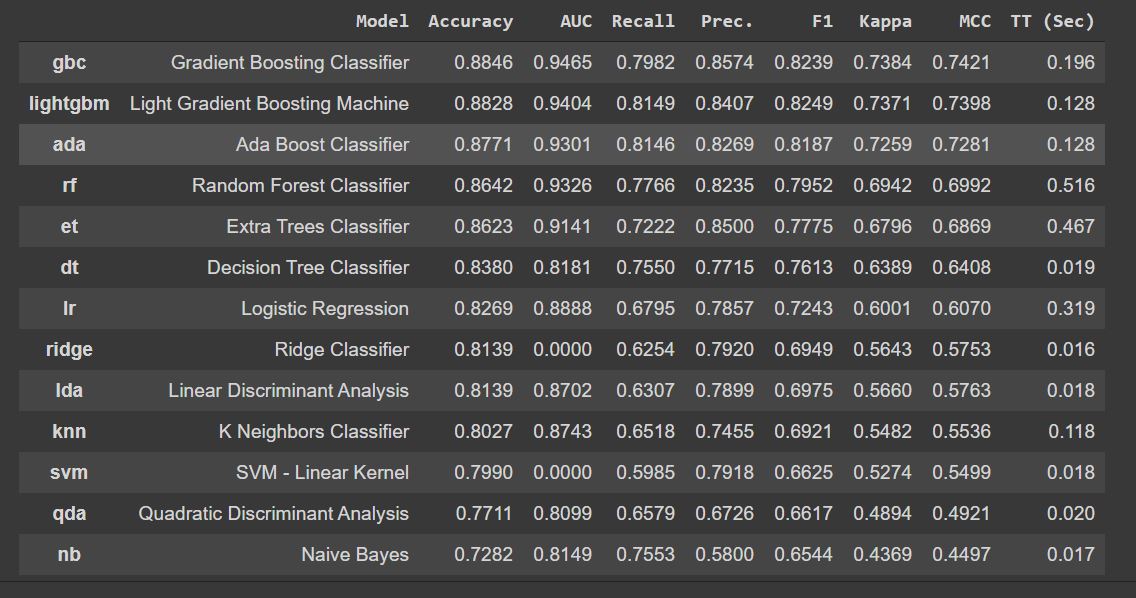 Model Accuracy AUC Recall Prec. F1 Kappa MCC TT (Sec)
gbc Gradient Boosting Classifier 0.8846 0.9465 0.7982 0.8574 0.8239 0.7384 0.7421 0.196
lightgbm Light Gradient Boosting Machine 0.8828 0.9404 0.8149 0.8407 0.8249 0.7371 0.7398 0.128
ada Ada Boost Classifier 0.8771 0.9301 0.8146 0.8269 0.8187 0.7259 0.7281 0.128
rf Random Forest Classifier 0.8642 0.9326 0.7766 0.8235 0.7952 0.6942 0.6992 0.516
et Extra Trees Classifier 0.8623 0.9141 0.7222 0.8500 0.7775 0.6796 0.6869 0.467
dt Decision Tree Classifier 0.8380 0.8181 0.7550 0.7715 0.7613 0.6389 0.6408 0.019
lr Logistic Regression 0.8269 0.8888 0.6795 0.7857 0.7243 0.6001 0.6070 0.319
ridge Ridge Classifier 0.8139 0.0000 0.6254 0.7920 0.6949 0.5643 0.5753 0.016
lda Linear Discriminant Analysis 0.8139 0.8702 0.6307 0.7899 0.6975 0.5660 0.5763 0.018
knn K Neighbors Classifier 0.8027 0.8743 0.6518 0.7455 0.6921 0.5482 0.5536 0.118
svm SVM - Linear Kernel 0.7990 0.0000 0.5985 0.7918 0.6625 0.5274 0.5499 0.018
qda Quadratic Discriminant Analysis 0.7711 0.8099 0.6579 0.6726 0.6617 0.4894 0.4921 0.020
nb Naive Bayes 0.7282 0.8149 0.7553 0.5800 0.6544 0.4369 0.4497 0.017